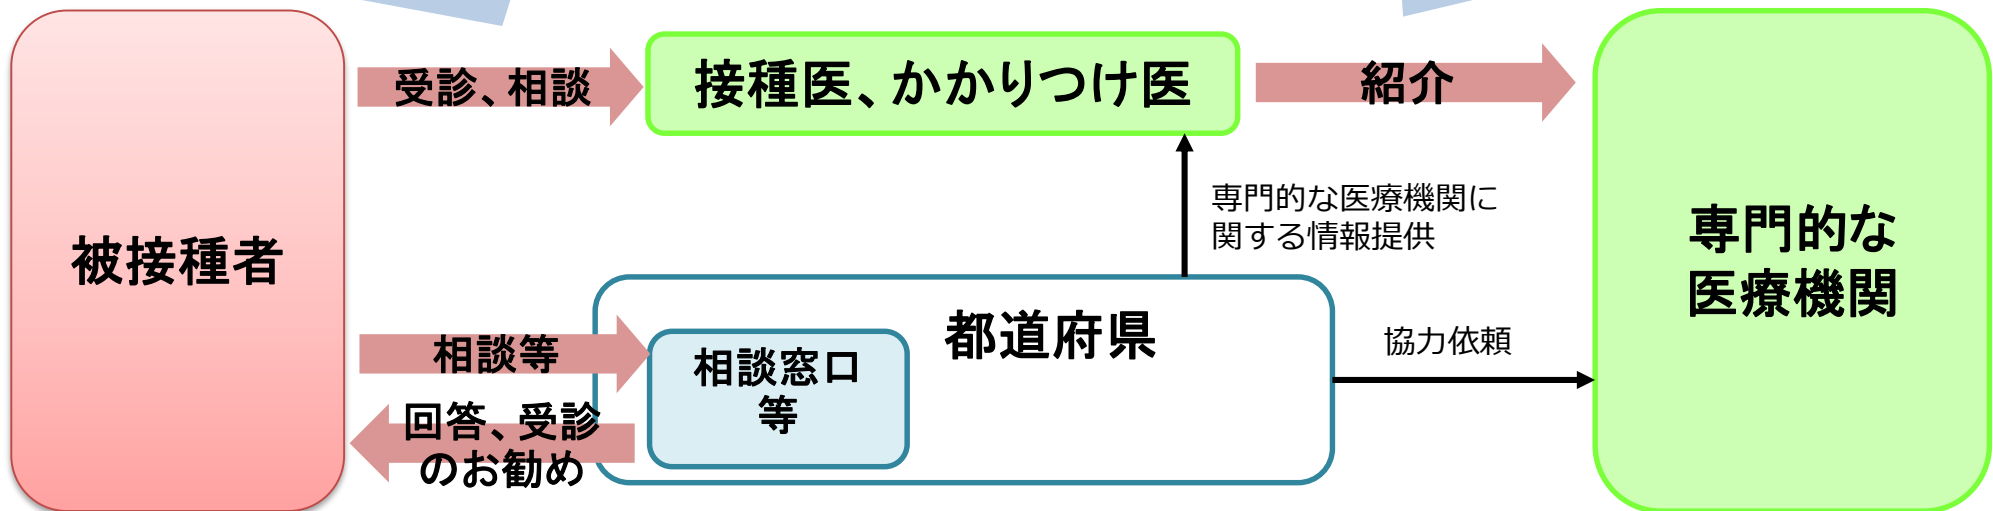 被接種者
受診、相談
接種医、かかりつけ医
紹介
専門的な
医療機関
専門的な医療機関に
関する情報提供
都道府県
相談窓口
等
相談等
回答、受診
のお勧め
協力依頼